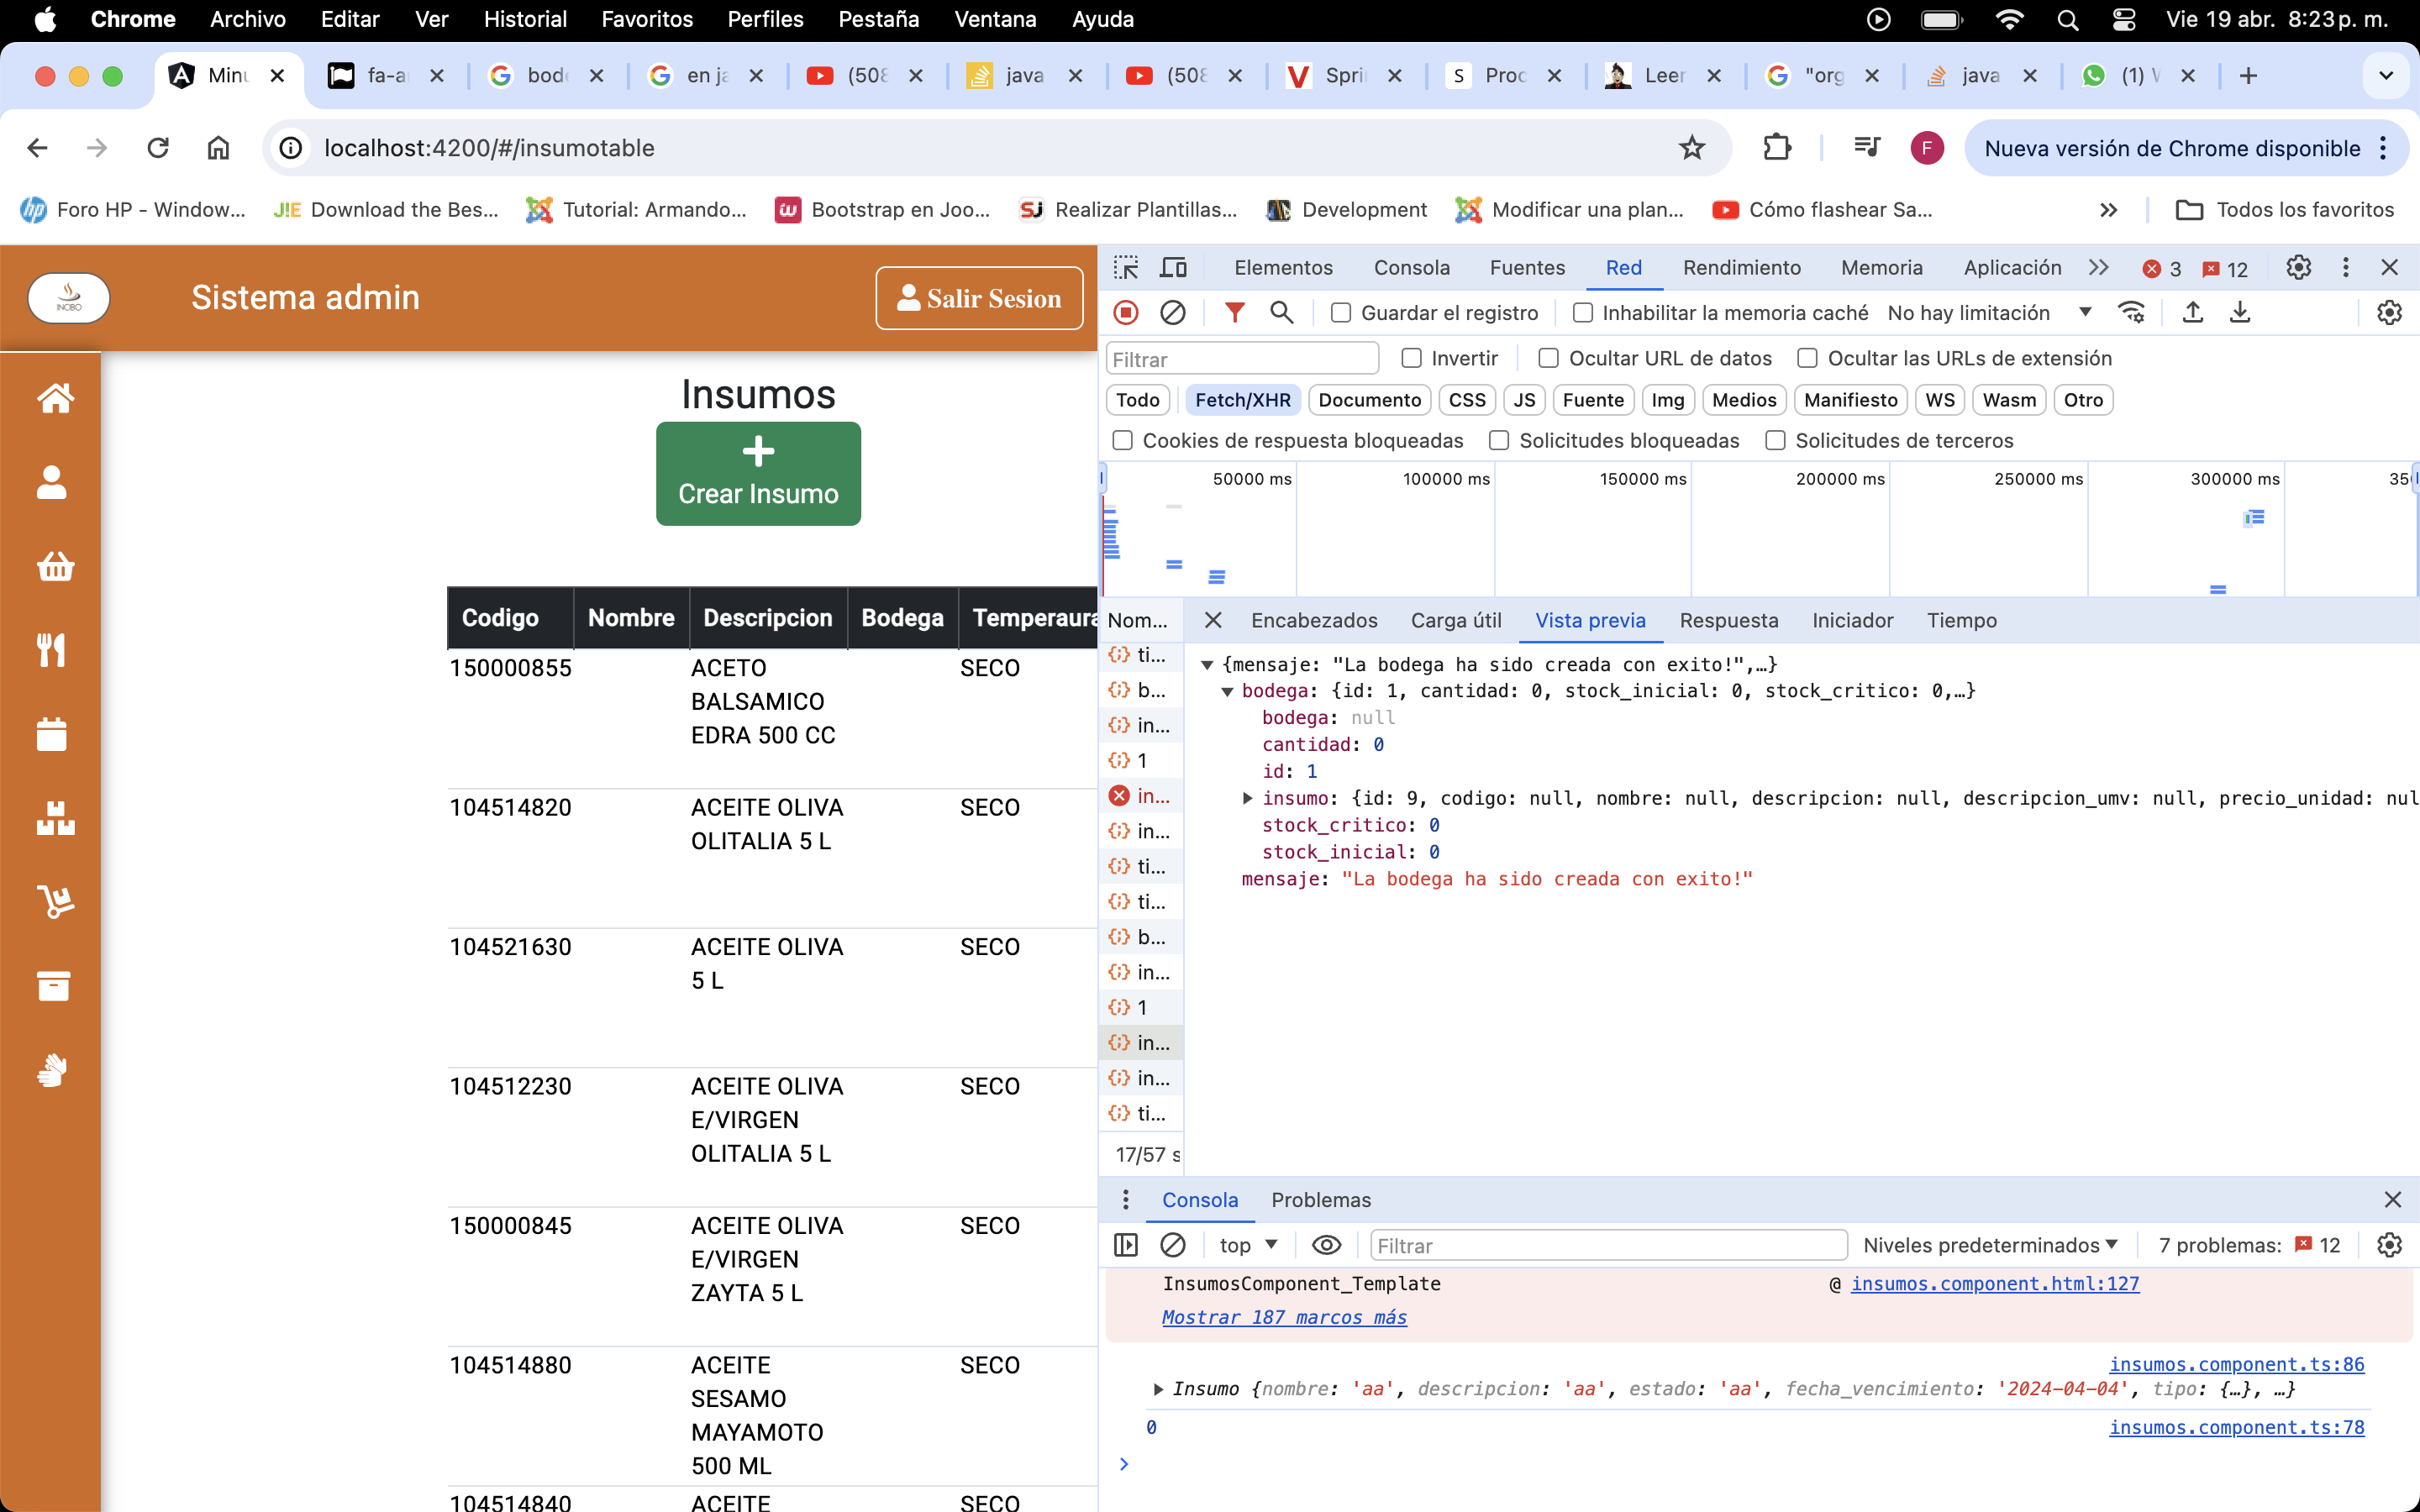 Chrome Archivo Editar Ver Historial Favoritos Perfiles Pestaña Ventana Ayuda Vie 19 abr. 8:23 p. m.
Minu fa-a bode en ja (508 java (508 Spri Proc Leer "org java (1) W
localhost:4200/#/insumotable F Nueva versión de Chrome disponible
Foro HP - Window... Download the Bes... Tutorial: Armando... Bootstrap en Joo... Realizar Plantillas... Development Modificar una plan... Cómo flashear Sa... Todos los favoritos
INCIBO Sistema admin Salir Sesion
Insumos
Crear Insumo
Codigo Nombre Descripcion Bodega Temperaura
150000855 ACETO SECO
BALSAMICO
EDRA 500 CC
104514820 ACEITE OLIVA SECO
OLITALIA 5 L
104521630 ACEITE OLIVA SECO
5 L
104512230 ACEITE OLIVA SECO
E/VIRGEN
OLITALIA 5 L
150000845 ACEITE OLIVA SECO
E/VIRGEN
ZAYTA 5 L
104514880 ACEITE SECO
SESAMO
MAYAMOTO
500 ML
104514840 ACEITE SECO
Elementos Consola Fuentes Red Rendimiento Memoria Aplicación 3 12
Guardar el registro Inhabilitar la memoria caché No hay limitación
Filtrar Invertir Ocultar URL de datos Ocultar las URLs de extensión
Todo Fetch/XHR Documento CSS JS Fuente Img Medios Manifiesto WS Wasm Otro
Cookies de respuesta bloqueadas Solicitudes bloqueadas Solicitudes de terceros
50000 ms 100000 ms 150000 ms 200000 ms 250000 ms 300000 ms 35
Nom... Encabezados Carga útil Vista previa Respuesta Iniciador Tiempo
ti...
b...
in...
1
in...
in...
ti...
ti...
b...
in...
1
in...
in...
ti...
17/57 s
{mensaje: "La bodega ha sido creada con exito!",…}
bodega: {id: 1, cantidad: 0, stock_inicial: 0, stock_critico: 0,…}
bodega: null
cantidad: 0
id: 1
insumo: {id: 9, codigo: null, nombre: null, descripcion: null, descripcion_umv: null, precio_unidad: nul
stock_critico: 0
stock_inicial: 0
mensaje: "La bodega ha sido creada con exito!"
Consola Problemas
top Filtrar Niveles predeterminados 7 problemas: 12
InsumosComponent_Template @ insumos.component.html:127
Mostrar 187 marcos más
insumos.component.ts:86
Insumo {nombre: 'aa', descripcion: 'aa', estado: 'aa', fecha_vencimiento: '2024-04-04', tipo: {…}, …}
0 insumos.component.ts:78